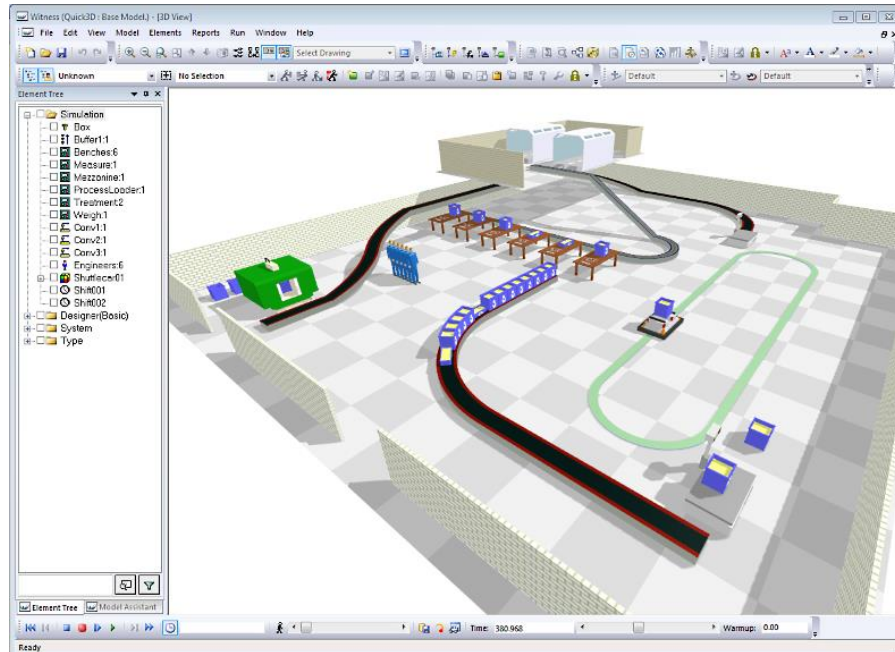 Witness (Quick3D : Base Model.) - [3D View]
File Edit View Model Elements Reports Run Window Help
Select Drawing
Unknown No Selection Default Default
Element Tree
Simulation
Box
Buffer1:1
Benches:6
Measure:1
Mezzonine:1
ProcessLoader:1
Treatment:2
Weigh:1
Conv1:1
Conv2:1
Conv3:1
Engineers:6
Shuttlecar01
Shift001
Shift002
Designer(Basic)
System
Type
Element Tree Model Assistant
Time: 380.968 Warmup: 0.00
Ready